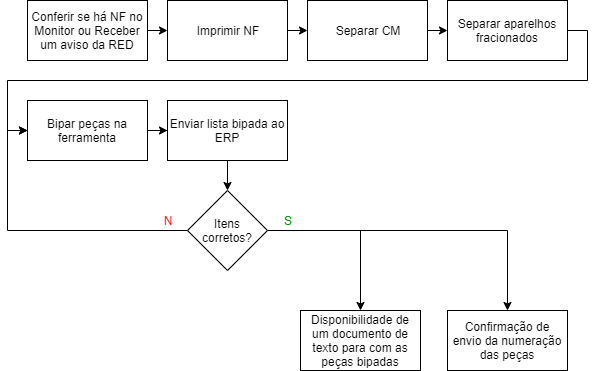 Conferir se há NF no
Monitor ou Receber
um aviso da RED
Imprimir NF
Separar CM
Separar aparelhos
fracionados
Bipar peças na
ferramenta
Enviar lista bipada ao
ERP
N
Itens
corretos?
S
Disponibilidade de
um documento de
texto para com as
peças bipadas
Confirmação de
envio da numeração
das peças